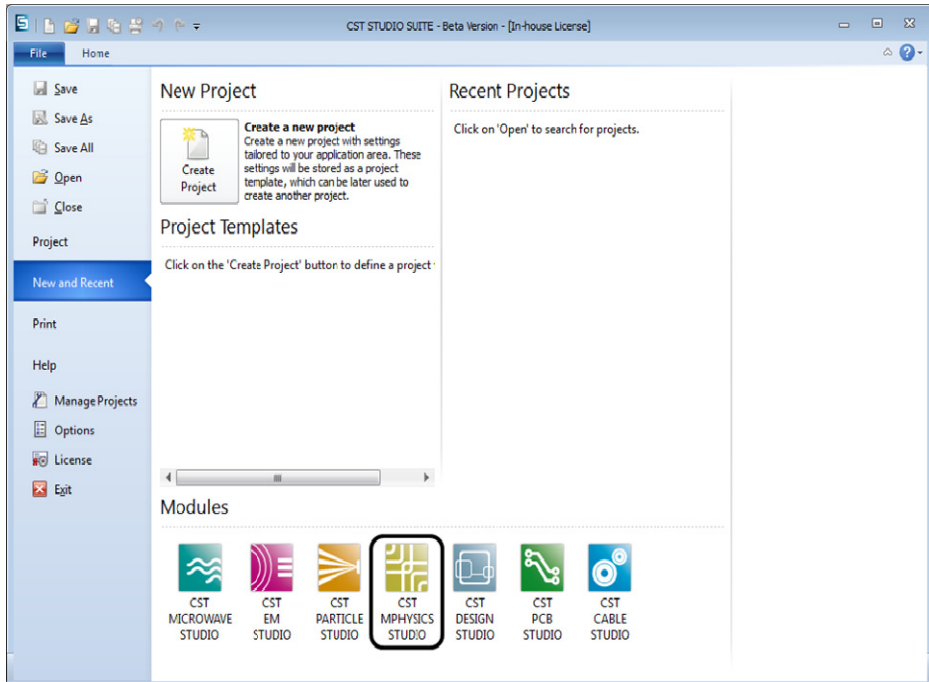 CST STUDIO SUITE - Beta Version - [In-house License]
File Home
Save
Save As
Save All
Open
Close
Project
New and Recent
Print
Help
Manage Projects
Options
License
Exit
New Project
Create Project
Create a new project
Create a new project with settings
tailored to your application area. These
settings will be stored as a project
template, which can be later used to
create another project.
Project Templates
Click on the 'Create Project' button to define a project
Recent Projects
Click on 'Open' to search for projects.
Modules
CST MICROWAVE STUDIO
CST EM STUDIO
CST PARTICLE STUDIO
CST MPHYSICS STUDIO
CST DESIGN STUDIO
CST PCB STUDIO
CST CABLE STUDIO